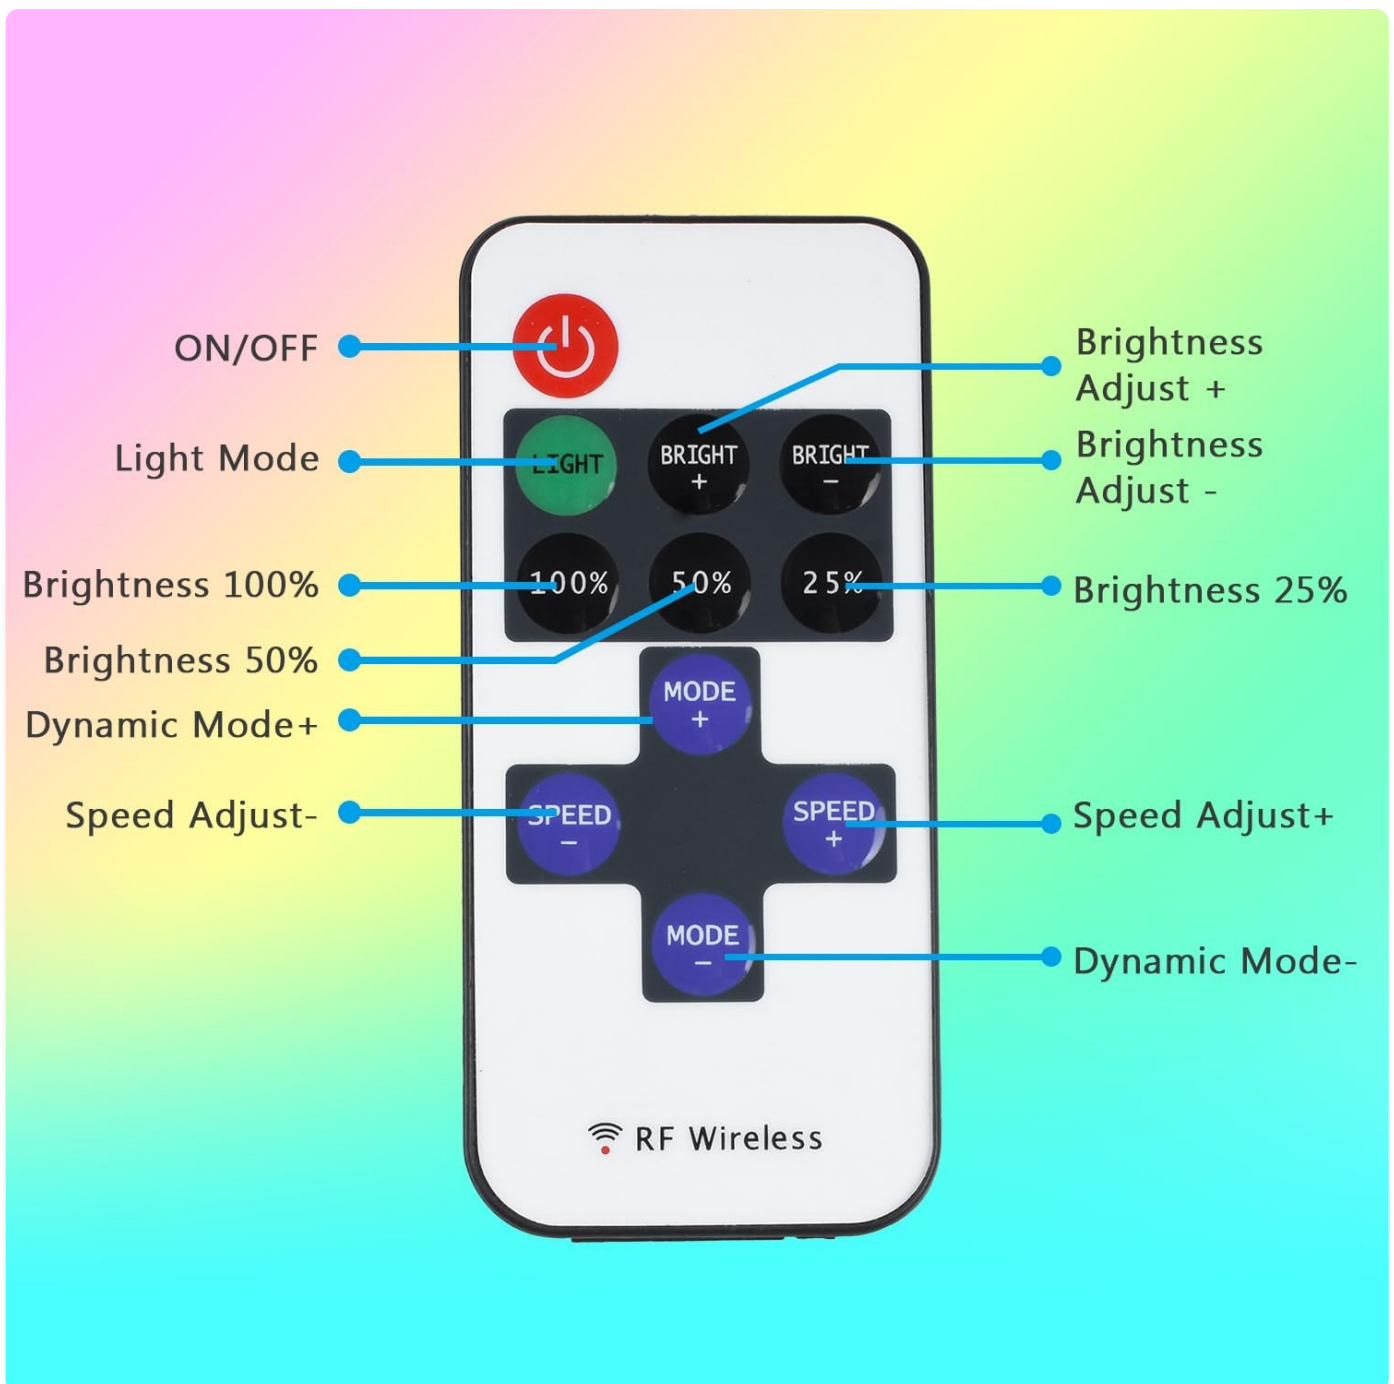 ON/OFF
Brightness
Adjust +
Light Mode
LIGHT
BRIGHT
+
BRIGHT
-
Brightness
Adjust -
Brightness 100%
100%
50%
25%
Brightness 25%
Brightness 50%
Dynamic Mode+
MODE
+
Speed Adjust-
SPEED
-
SPEED
+
Speed Adjust+
MODE
-
Dynamic Mode-
RF Wireless